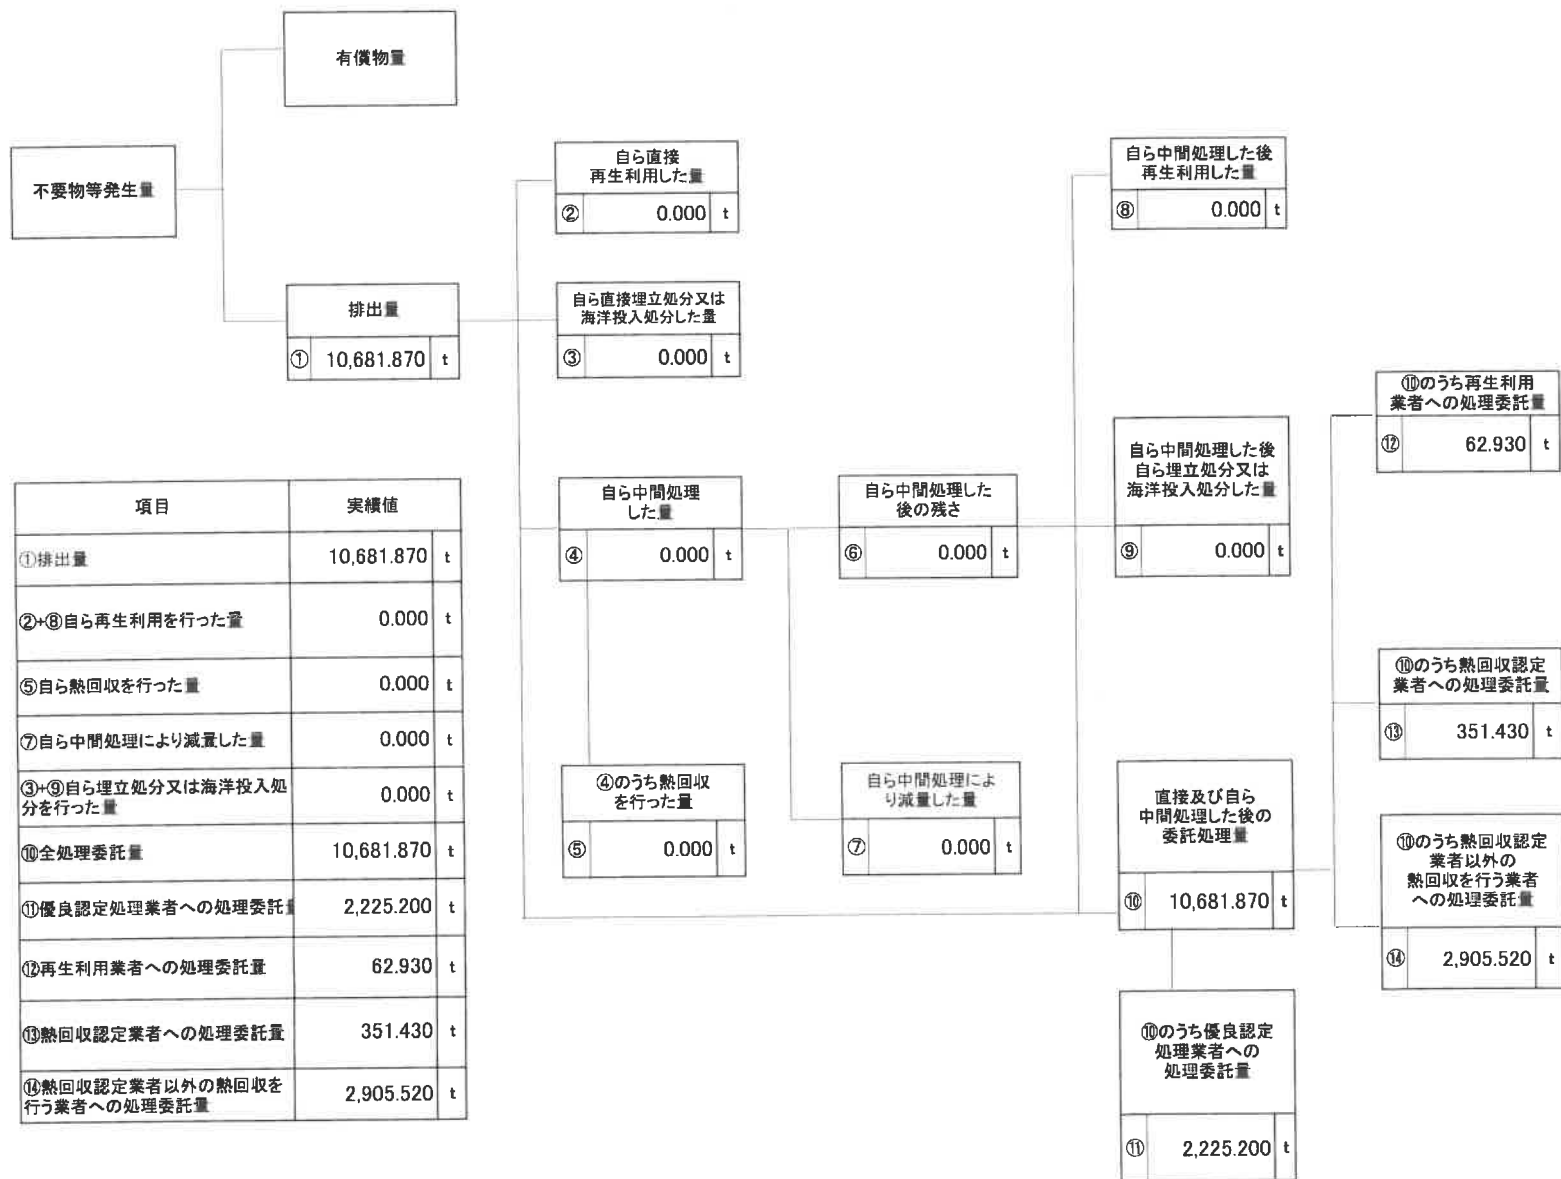 有償物量
不要物等発生量
排出量
① 10,681.870 t
自ら直接
再生利用した量
② 0.000 t
自ら直接埋立処分又は
海洋投入処分した量
③ 0.000 t
自ら中間処理
した量
④ 0.000 t
④のうち熱回収
を行った量
⑤ 0.000 t
自ら中間処理した
後の残さ
⑥ 0.000 t
自ら中間処理によ
り減量した量
⑦ 0.000 t
自ら中間処理した後
再生利用した量
⑧ 0.000 t
自ら中間処理した後
自ら埋立処分又は
海洋投入処分した量
⑨ 0.000 t
直接及び自ら
中間処理した後の
委託処理量
⑩ 10,681.870 t
⑩のうち優良認定
処理業者への
処理委託量
⑪ 2,225.200 t
⑩のうち再生利用
業者への処理委託量
⑫ 62.930 t
⑩のうち熱回収認定
業者への処理委託量
⑬ 351.430 t
⑩のうち熱回収認定
業者以外の
熱回収を行う業者
への処理委託量
⑭ 2,905.520 t
項目 実績値
①排出量 10,681.870 t
②+⑧自ら再生利用を行った量 0.000 t
⑤自ら熱回収を行った量 0.000 t
⑦自ら中間処理により減量した量 0.000 t
③+⑨自ら埋立処分又は海洋投入処
分を行った量 0.000 t
⑩全処理委託量 10,681.870 t
⑪優良認定処理業者への処理委託量 2,225.200 t
⑫再生利用業者への処理委託量 62.930 t
⑬熱回収認定業者への処理委託量 351.430 t
⑭熱回収認定業者以外の熱回収を
行う業者への処理委託量 2,905.520 t